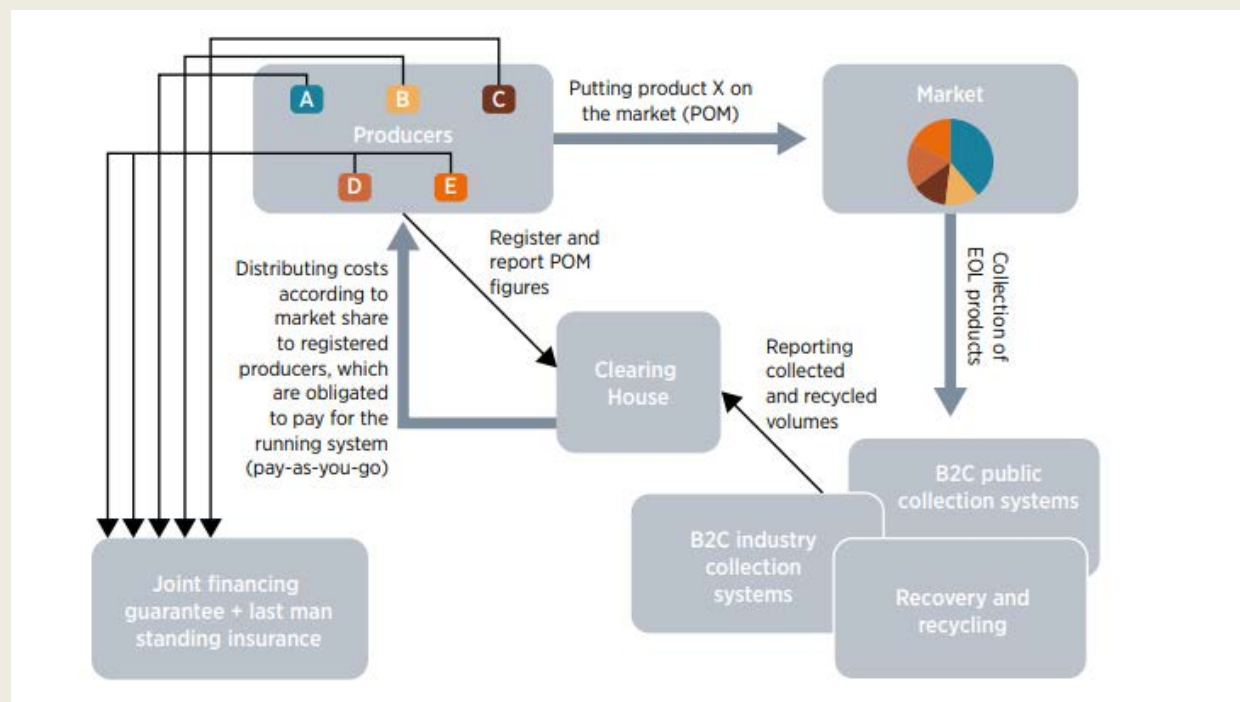 A
B
C
Producers
D
E
Putting product X on
the market (POM)
Market
Distributing costs
according to
market share
to registered
producers, which
are obligated
to pay for the
running system
(pay-as-you-go)
Register and
report POM
figures
Collection of
EOL products
Clearing
House
Reporting
collected
and recycled
volumes
B2C public
collection systems
B2C industry
collection
systems
Recovery and
recycling
Joint financing
guarantee + last man
standing insurance